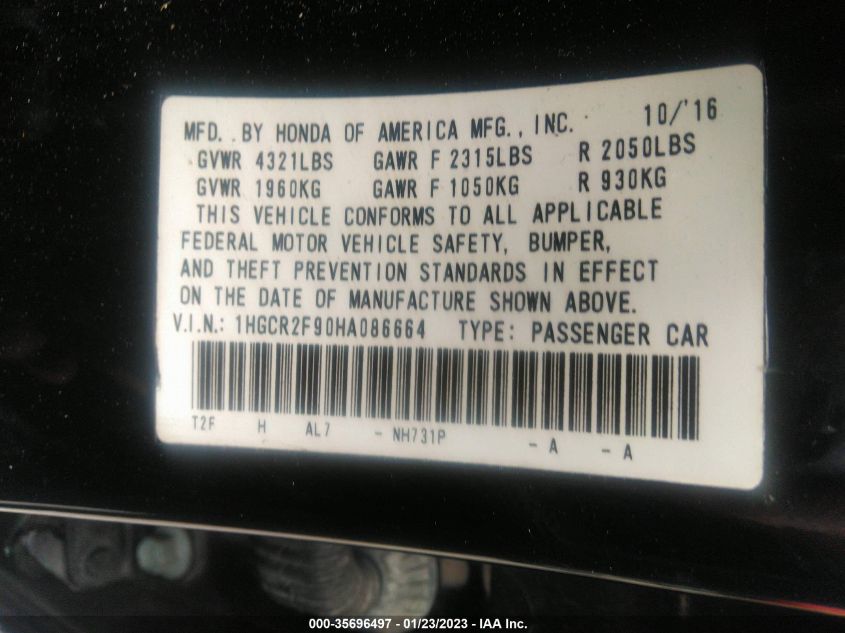 MFD. BY HONDA OF AMERICA MFG., INC. 10/'16
GVWR 4321LBS GAWR F 2315LBS R 2050LBS
GVWR 1960KG GAWR F 1050KG R 930KG
THIS VEHICLE CONFORMS TO ALL APPLICABLE
FEDERAL MOTOR VEHICLE SAFETY, BUMPER,
AND THEFT PREVENTION STANDARDS IN EFFECT
ON THE DATE OF MANUFACTURE SHOWN ABOVE.
V.I.N.: 1HGCR2F90HA086664 TYPE: PASSENGER CAR
T2F H AL7 - NH731P - A - A
000-35696497 - 01/23/2023 - IAA Inc.